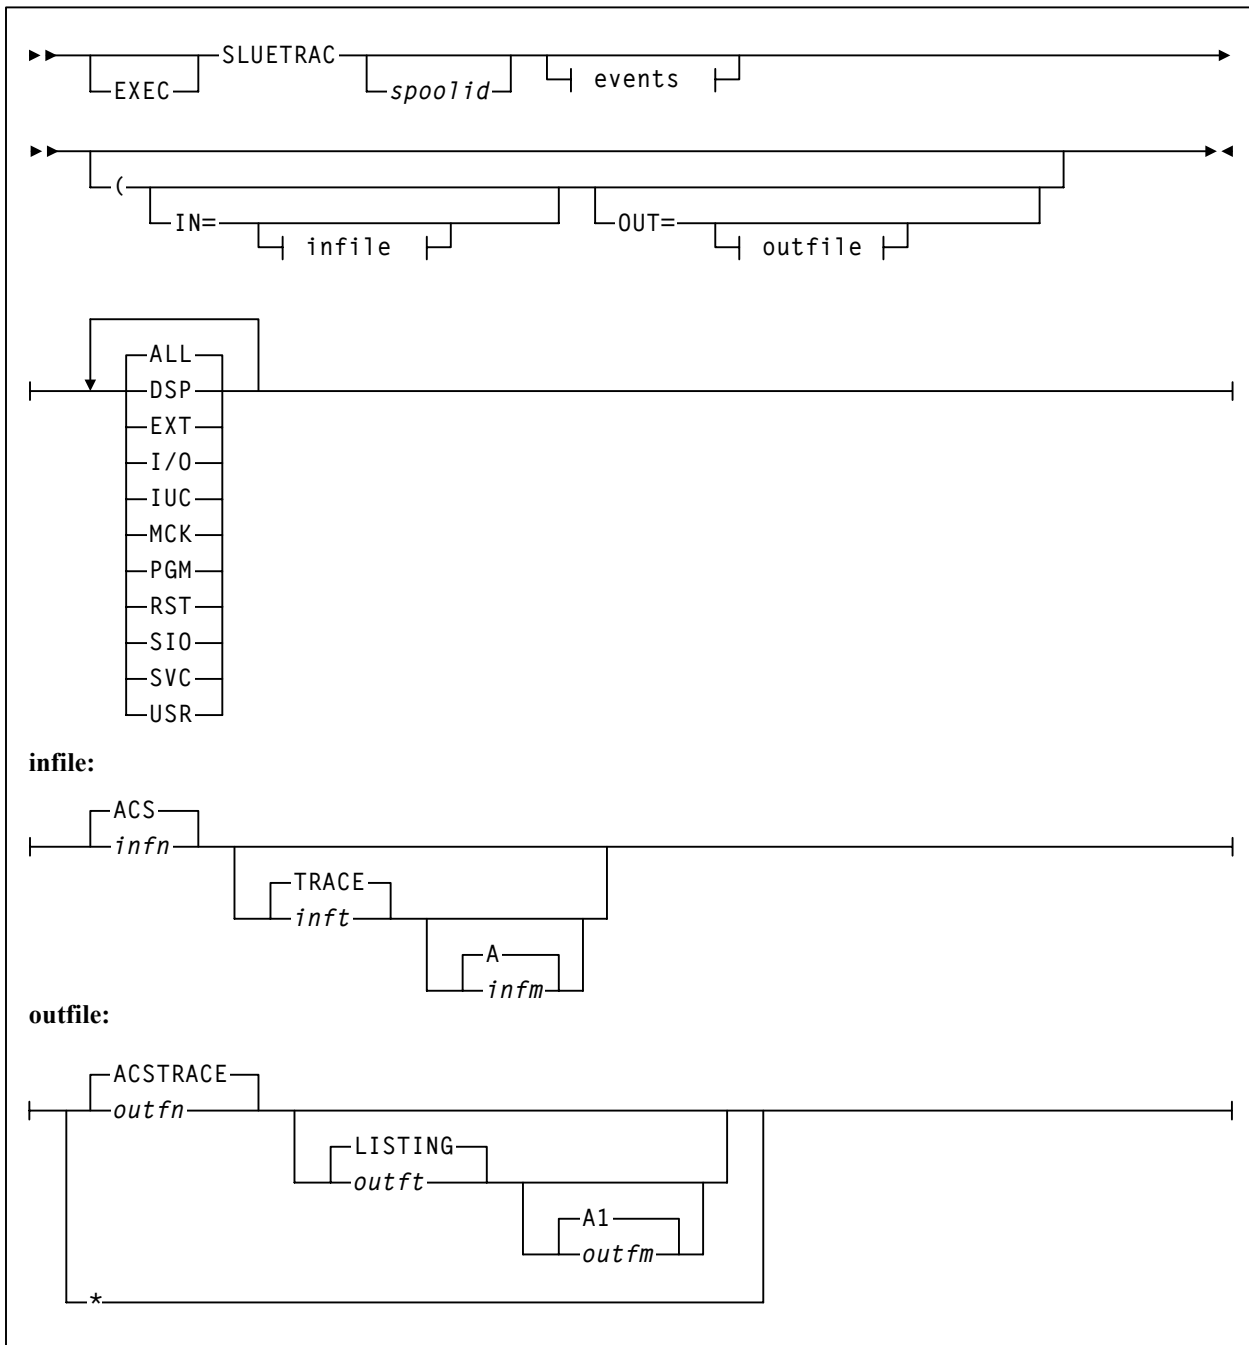 SLUETRAC
EXEC spoolid events
(
IN= OUT=
infile outfile
ALL
DSP
EXT
I/O
IUC
MCK
PGM
RST
SIO
SVC
USR
infile:
ACS
infn
TRACE
inft
A
infm
outfile:
ACSTRACE
outfn
LISTING
outft
A1
outfm
*